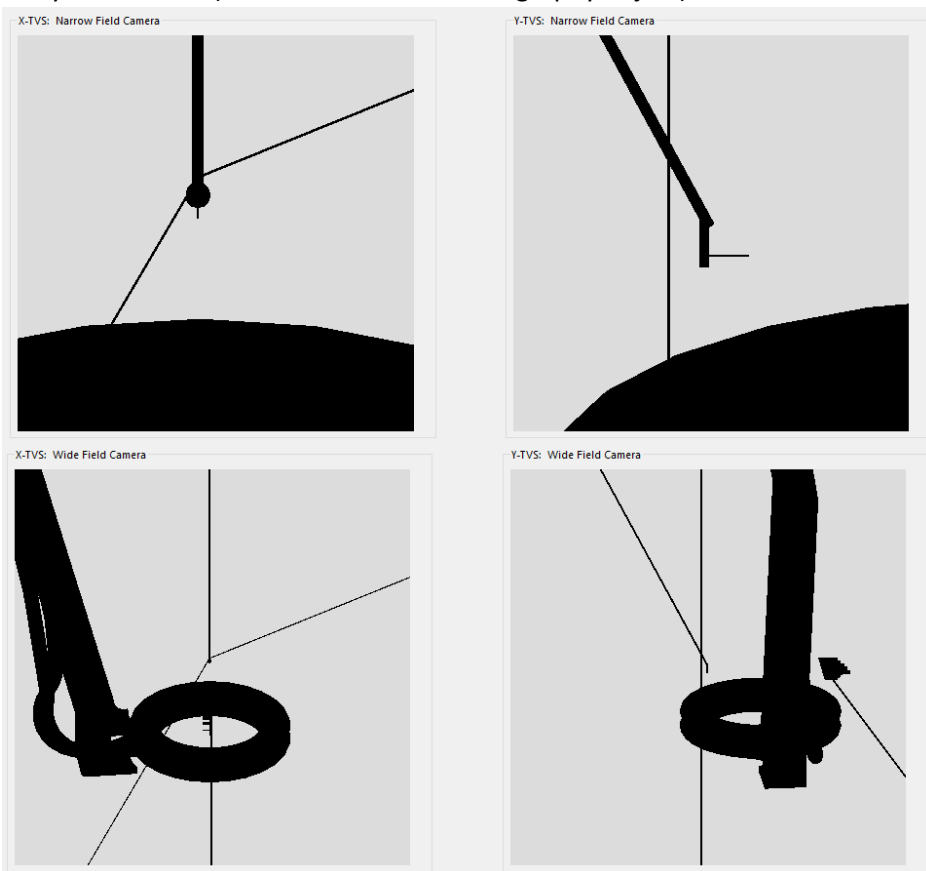 X-TVS: Narrow Field Camera
Y-TVS: Narrow Field Camera
X-TVS: Wide Field Camera
Y-TVS: Wide Field Camera